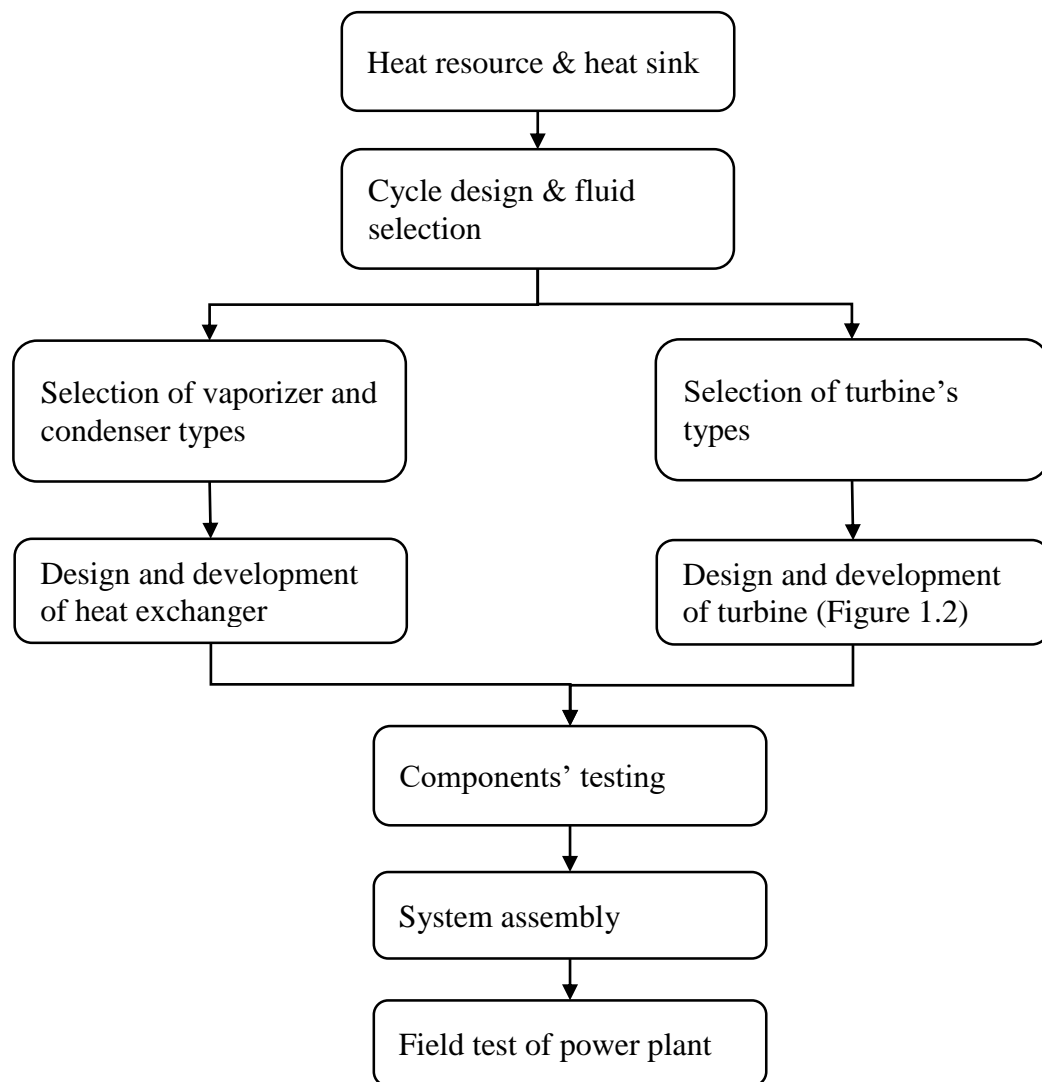 Heat resource & heat sink
Cycle design & fluid
selection
Selection of vaporizer and
condenser types
Selection of turbine’s
types
Design and development
of heat exchanger
Design and development
of turbine (Figure 1.2)
Components’ testing
System assembly
Field test of power plant